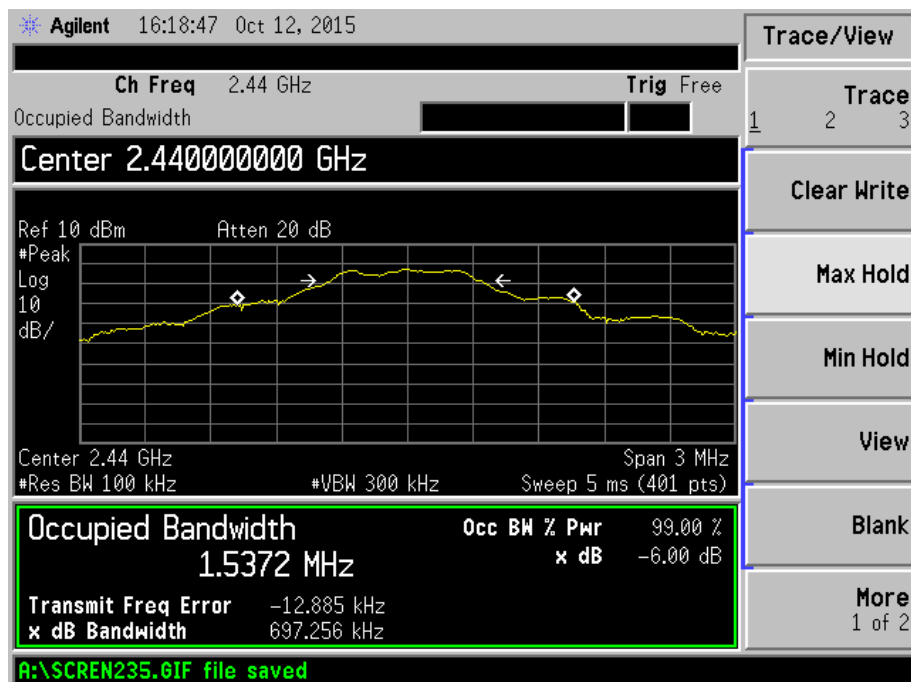 Agilent 16:18:47 Oct 12, 2015
Trace/View
Ch Freq 2.44 GHz Trig Free
Occupied Bandwidth
Trace
1 2 3
Center 2.440000000 GHz
Clear Write
Ref 10 dBm Atten 20 dB
#Peak
Log
10
dB/
Max Hold
Min Hold
View
Center 2.44 GHz Span 3 MHz
#Res BW 100 kHz #VBW 300 kHz Sweep 5 ms (401 pts)
Occupied Bandwidth Occ BW % Pwr 99.00 %
1.5372 MHz x dB -6.00 dB
Blank
Transmit Freq Error -12.885 kHz
x dB Bandwidth 697.256 kHz
More
1 of 2
A:\SCREN235.GIF file saved